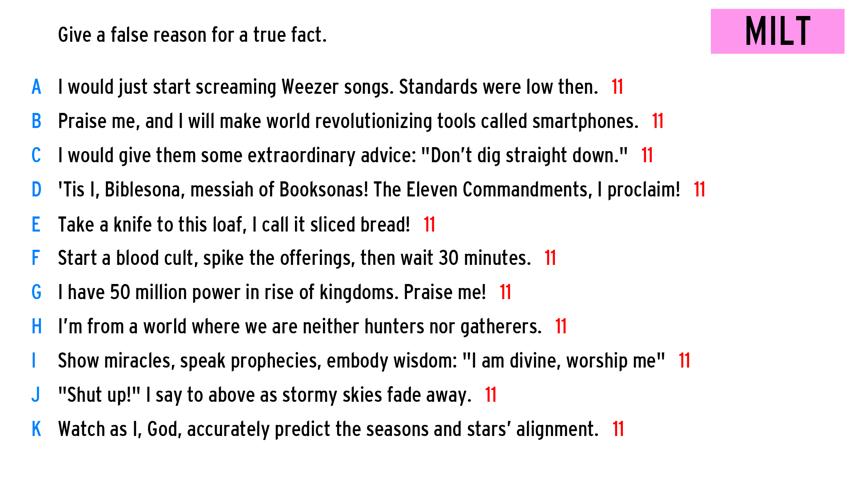 Give a false reason for a true fact.
MILT
A I would just start screaming Weezer songs. Standards were low then. 11
B Praise me, and I will make world revolutionizing tools called smartphones. 11
C I would give them some extraordinary advice: "Don't dig straight down." 11
D 'Tis I, Biblesona, messiah of Booksonas! The Eleven Commandments, I proclaim! 11
E Take a knife to this loaf, I call it sliced bread! 11
F Start a blood cult, spike the offerings, then wait 30 minutes. 11
G I have 50 million power in rise of kingdoms. Praise me! 11
H I'm from a world where we are neither hunters nor gatherers. 11
I Show miracles, speak prophecies, embody wisdom: "I am divine, worship me" 11
J "Shut up!" I say to above as stormy skies fade away. 11
K Watch as I, God, accurately predict the seasons and stars' alignment. 11